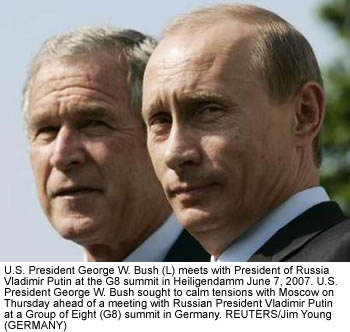 U.S. President George W. Bush (L) meets with President of Russia
Vladimir Putin at the G8 summit in Heiligendamm June 7, 2007. U.S.
President George W. Bush sought to calm tensions with Moscow on
Thursday ahead of a meeting with Russian President Vladimir Putin
at a Group of Eight (G8) summit in Germany. REUTERS/Jim Young
(GERMANY)